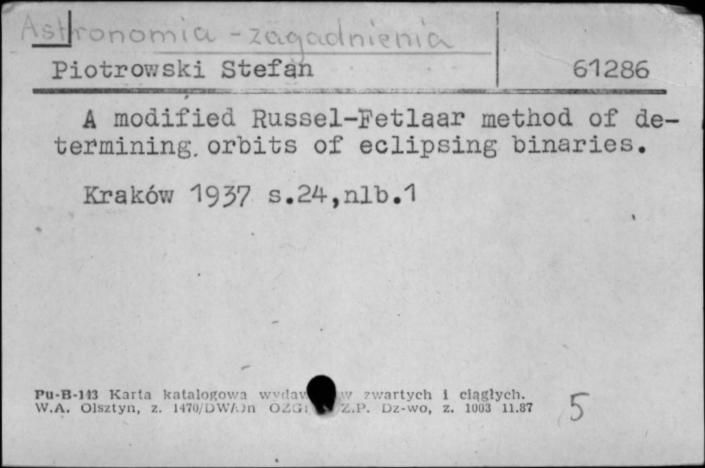 Astronomia - zagadnienia
Piotrowski Stefan 61286
A modified Russel-Fetlaar method of de-
termining. orbits of eclipsing binaries.
Kraków 1937 s.24,nlb.1
Pu-B-143 Karta katalogowa zwartych i ciągłych.
W.A. Olsztyn, z. 1470/DW/Jn Z.P. Dz-wo, z. 1003 11.87
5